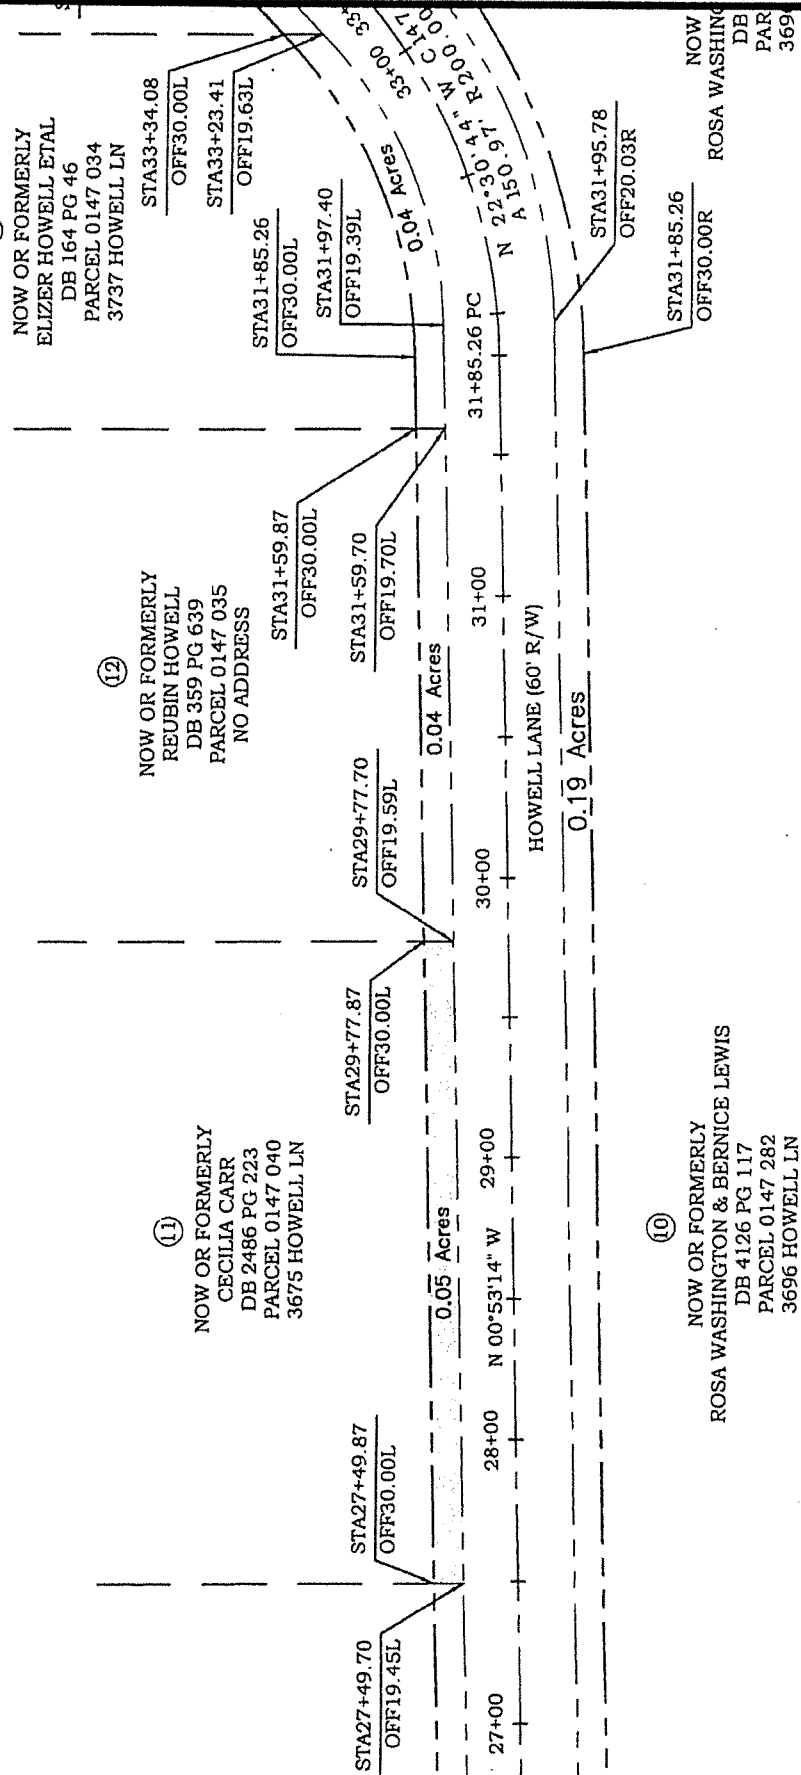 NOW OR FORMERLY
ELIZER HOWELL ETAL
DB 164 PG 46
PARCEL 0147 034
3737 HOWELL LN
STA33+34.08
OFF30.00L
STA33+23.41
OFF19.63L
STA31+85.26
OFF30.00L
STA31+97.40
OFF19.39L
0.04 Acres
33+00
33+
N 22°30'44" W C 147
A 150.97' R 200.00
31+85.26 PC
STA31+95.78
OFF20.03R
STA31+85.26
OFF30.00R
NOW
ROSA WASHING
DB
PAR
369
12
NOW OR FORMERLY
REUBIN HOWELL
DB 359 PG 639
PARCEL 0147 035
NO ADDRESS
STA31+59.87
OFF30.00L
STA31+59.70
OFF19.70L
0.04 Acres
31+00
HOWELL LANE (60' R/W)
0.19 Acres
STA29+77.70
OFF19.59L
30+00
STA29+77.87
OFF30.00L
11
NOW OR FORMERLY
CECILIA CARR
DB 2486 PG 223
PARCEL 0147 040
3675 HOWELL LN
0.05 Acres
29+00
N 00°53'14" W
28+00
STA27+49.87
OFF30.00L
STA27+49.70
OFF19.45L
27+00
10
NOW OR FORMERLY
ROSA WASHINGTON & BERNICE LEWIS
DB 4126 PG 117
PARCEL 0147 282
3696 HOWELL LN